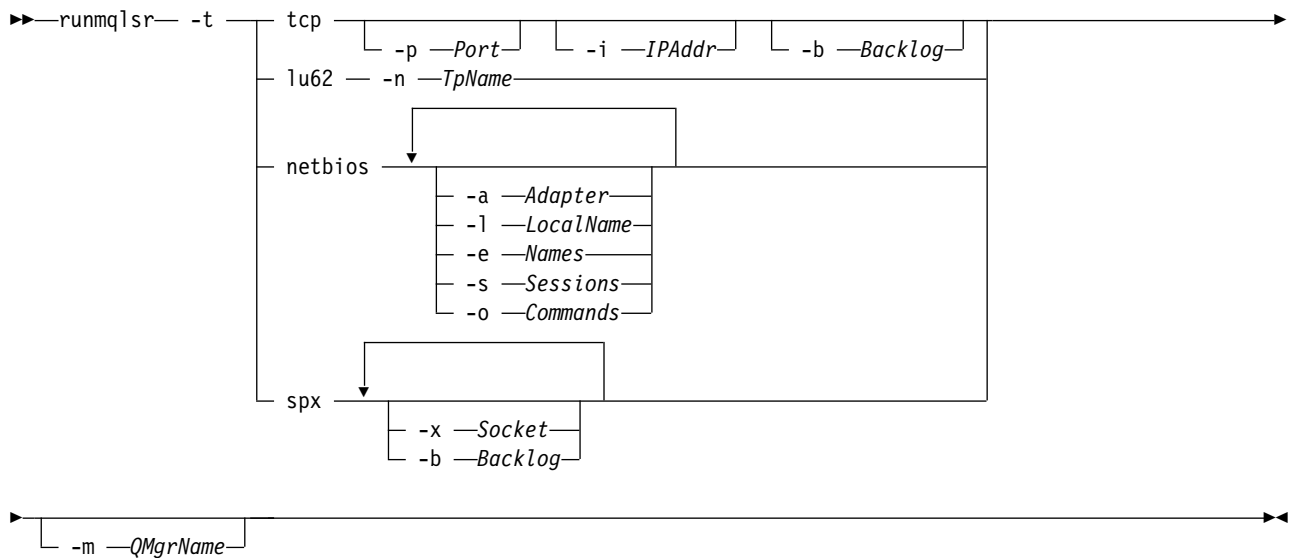 runmqlsr -t tcp -p Port -i IPAddr -b Backlog
lu62 -n TpName
netbios
-a Adapter
-l LocalName
-e Names
-s Sessions
-o Commands
spx
-x Socket
-b Backlog
-m QMgrName